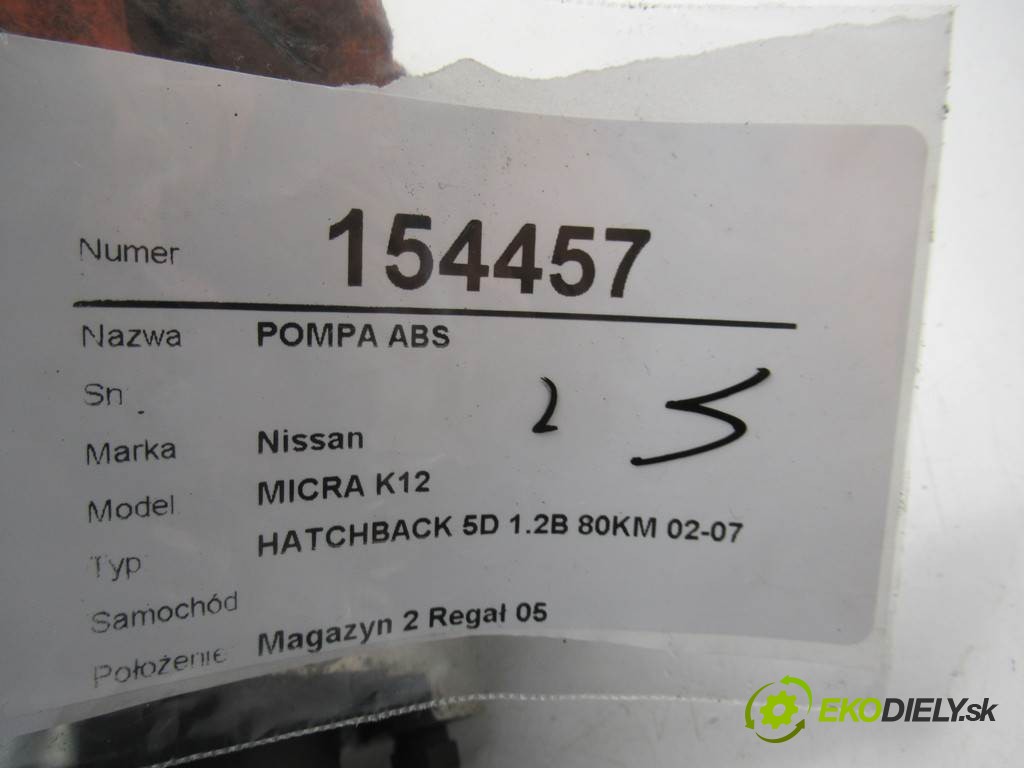 Numer 154457
Nazwa POMPA ABS
Sn
Marka Nissan
Model MICRA K12
Typ HATCHBACK 5D 1.2B 80KM 02-07
Samochód
Położenie Magazyn 2 Regał 05
2 5
EKODIELY.sk